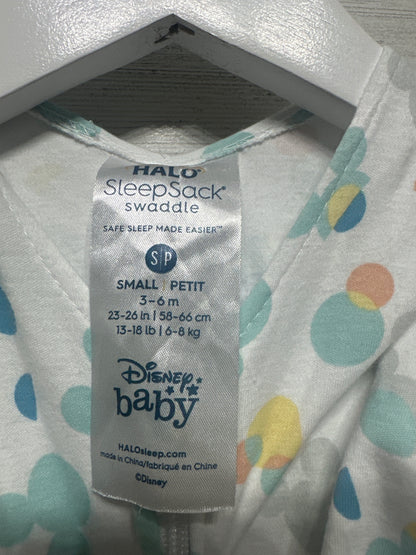 HALO®
SleepSack®
swaddle
SAFE SLEEP MADE EASIER™
S|P
SMALL | PETIT
3-6 m
23-26 in | 58-66 cm
13-18 lb | 6-8 kg
Disney
baby
HALOsleep.com
made in China/fabriqué en Chine
©Disney